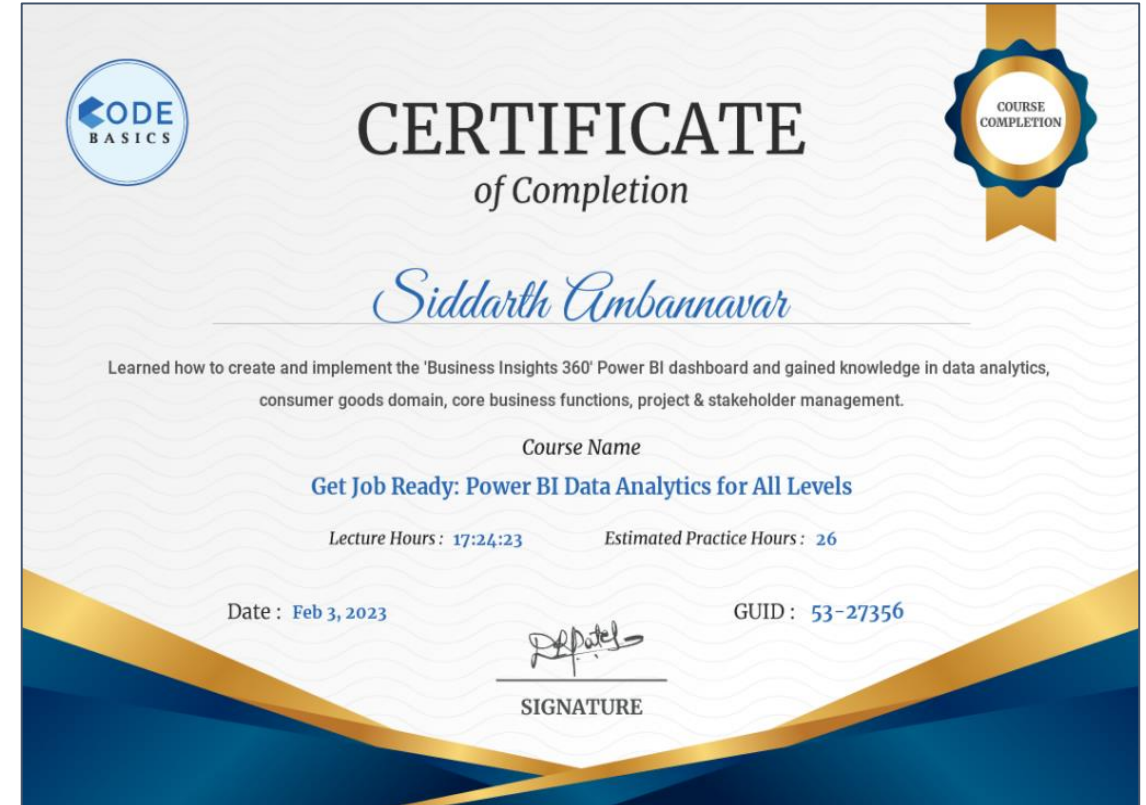 CODE
BASICS
COURSE
COMPLETION
CERTIFICATE
of Completion
Siddarth Ambannavar
Learned how to create and implement the 'Business Insights 360' Power BI dashboard and gained knowledge in data analytics,
consumer goods domain, core business functions, project & stakeholder management.
Course Name
Get Job Ready: Power BI Data Analytics for All Levels
Lecture Hours : 17:24:23 Estimated Practice Hours : 26
Date : Feb 3, 2023 GUID : 53-27356
SIGNATURE